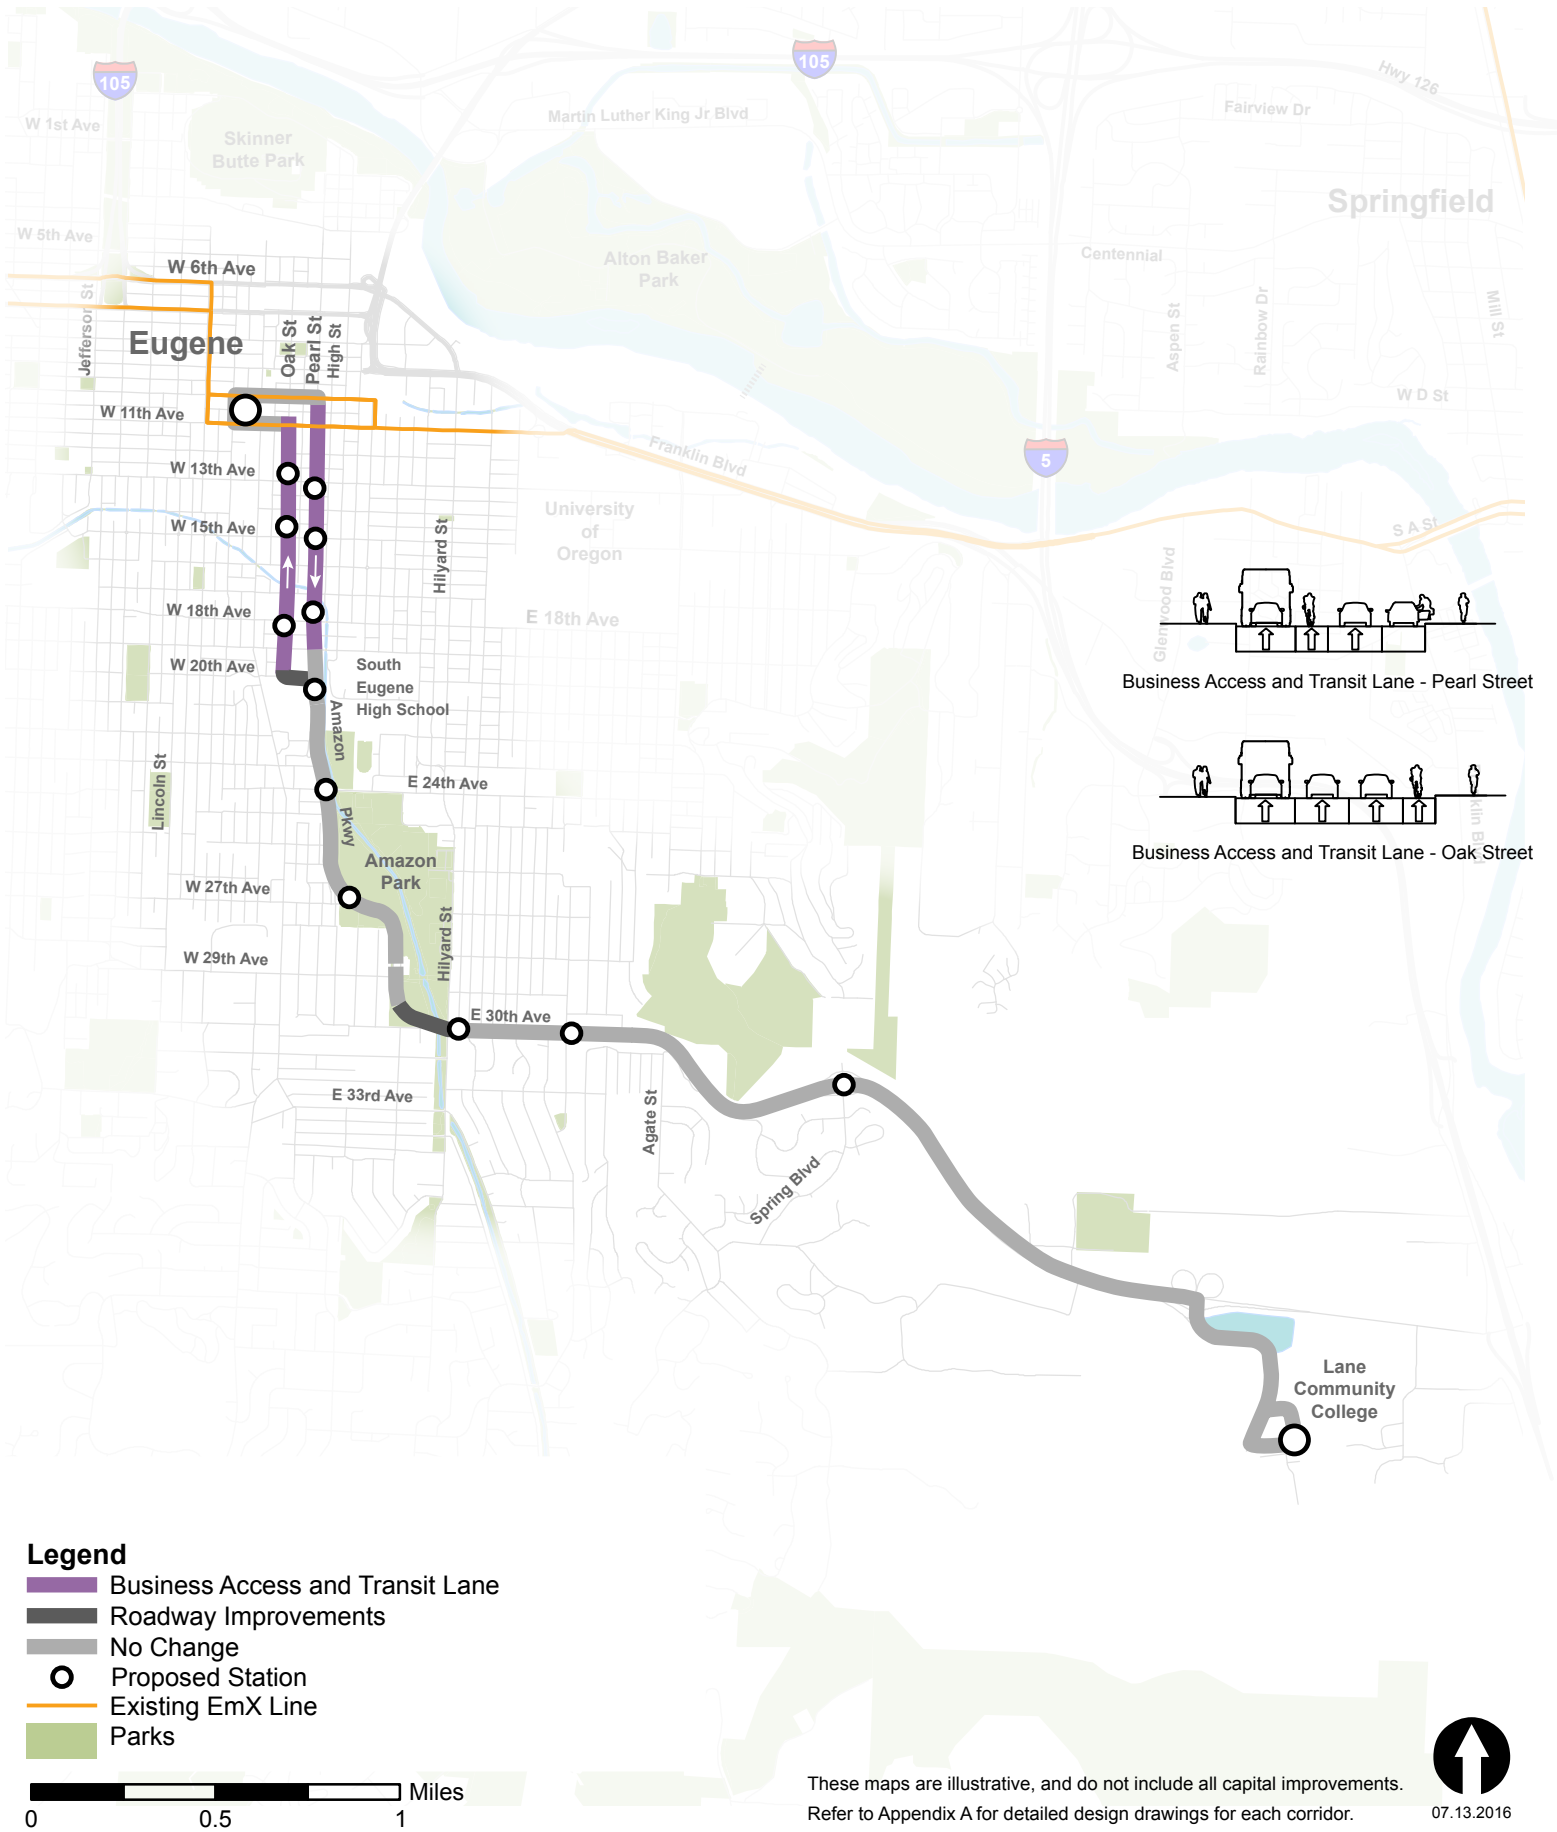 105
105
Hwy 126
W 1st Ave
Martin Luther King Jr Blvd
Fairview Dr
Skinner
Butte Park
Springfield
W 5th Ave
Alton Baker
Park
Centennial
W 6th Ave
Jefferson St
Eugene
Oak St
Pearl St
High St
Aspen St
Rainbow Dr
Mill St
W D St
W 11th Ave
Franklin Blvd
5
W 13th Ave
University
of
Oregon
W 15th Ave
Hilyard St
S A St
Glenwood Blvd
W 18th Ave
E 18th Ave
W 20th Ave
South
Eugene
High School
Business Access and Transit Lane - Pearl Street
Amazon
Pkwy
E 24th Ave
Lincoln St
klin Blvd
Business Access and Transit Lane - Oak Street
Amazon
Park
W 27th Ave
Hilyard St
W 29th Ave
E 30th Ave
E 33rd Ave
Agate St
Spring Blvd
Lane
Community
College
Legend
Business Access and Transit Lane
Roadway Improvements
No Change
Proposed Station
Existing EmX Line
Parks
Miles
0
0.5
1
These maps are illustrative, and do not include all capital improvements.
Refer to Appendix A for detailed design drawings for each corridor.
07.13.2016